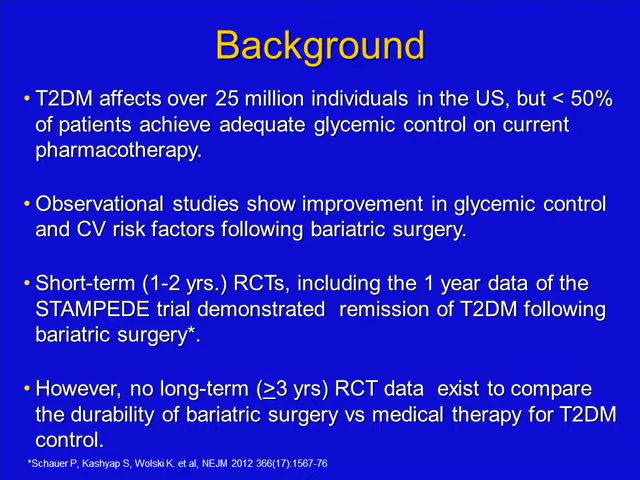 Background
• T2DM affects over 25 million individuals in the US, but < 50%
of patients achieve adequate glycemic control on current
pharmacotherapy.
• Observational studies show improvement in glycemic control
and CV risk factors following bariatric surgery.
• Short-term (1-2 yrs.) RCTs, including the 1 year data of the
STAMPEDE trial demonstrated remission of T2DM following
bariatric surgery*.
• However, no long-term (≥3 yrs) RCT data exist to compare
the durability of bariatric surgery vs medical therapy for T2DM
control.
*Schauer P, Kashyap S, Wolski K. et al, NEJM 2012 366(17):1567-76